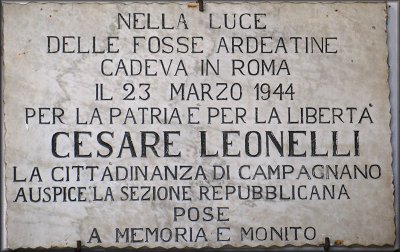 NELLA LUCE
DELLE FOSSE ARDEATINE
CADEVA IN ROMA
IL 23 MARZO 1944
PER LA PATRIA E PER LA LIBERTA'
CESARE LEONELLI
LA CITTADINANZA DI CAMPAGNANO
AUSPICE LA SEZIONE REPUBBLICANA
POSE
A MEMORIA E MONITO